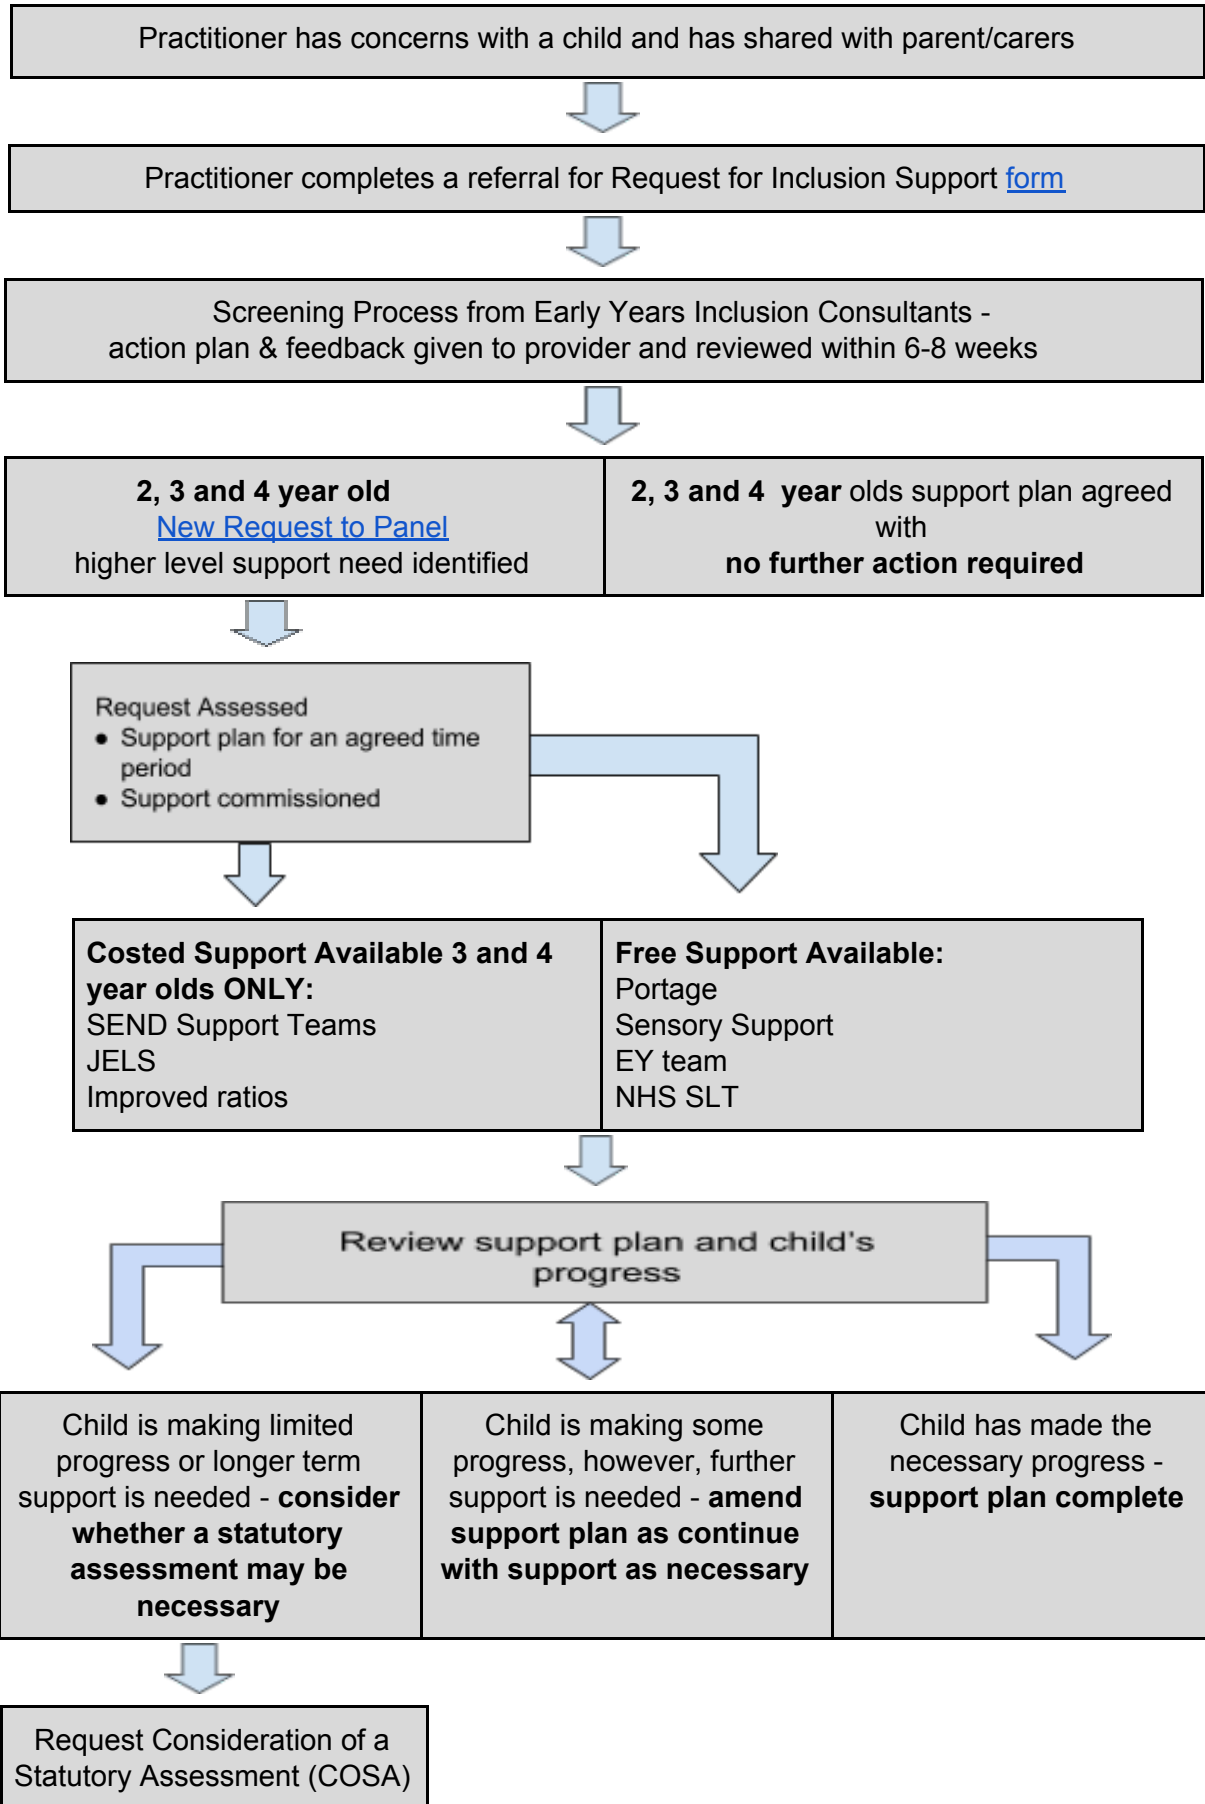 Practitioner has concerns with a child and has shared with parent/carers
Practitioner completes a referral for Request for Inclusion Support form
Screening Process from Early Years Inclusion Consultants -
action plan & feedback given to provider and reviewed within 6-8 weeks
2, 3 and 4 year old
New Request to Panel
higher level support need identified
2, 3 and 4  year olds support plan agreed
with
no further action required
Request Assessed
● Support plan for an agreed time
period
● Support commissioned
Costed Support Available 3 and 4
year olds ONLY:
SEND Support Teams
JELS
Improved ratios
Free Support Available:
Portage
Sensory Support
EY team
NHS SLT
Review support plan and child's
progress
Child is making limited
progress or longer term
support is needed - consider
whether a statutory
assessment may be
necessary
Child is making some
progress, however, further
support is needed - amend
support plan as continue
with support as necessary
Child has made the
necessary progress -
support plan complete
Request Consideration of a
Statutory Assessment (COSA)